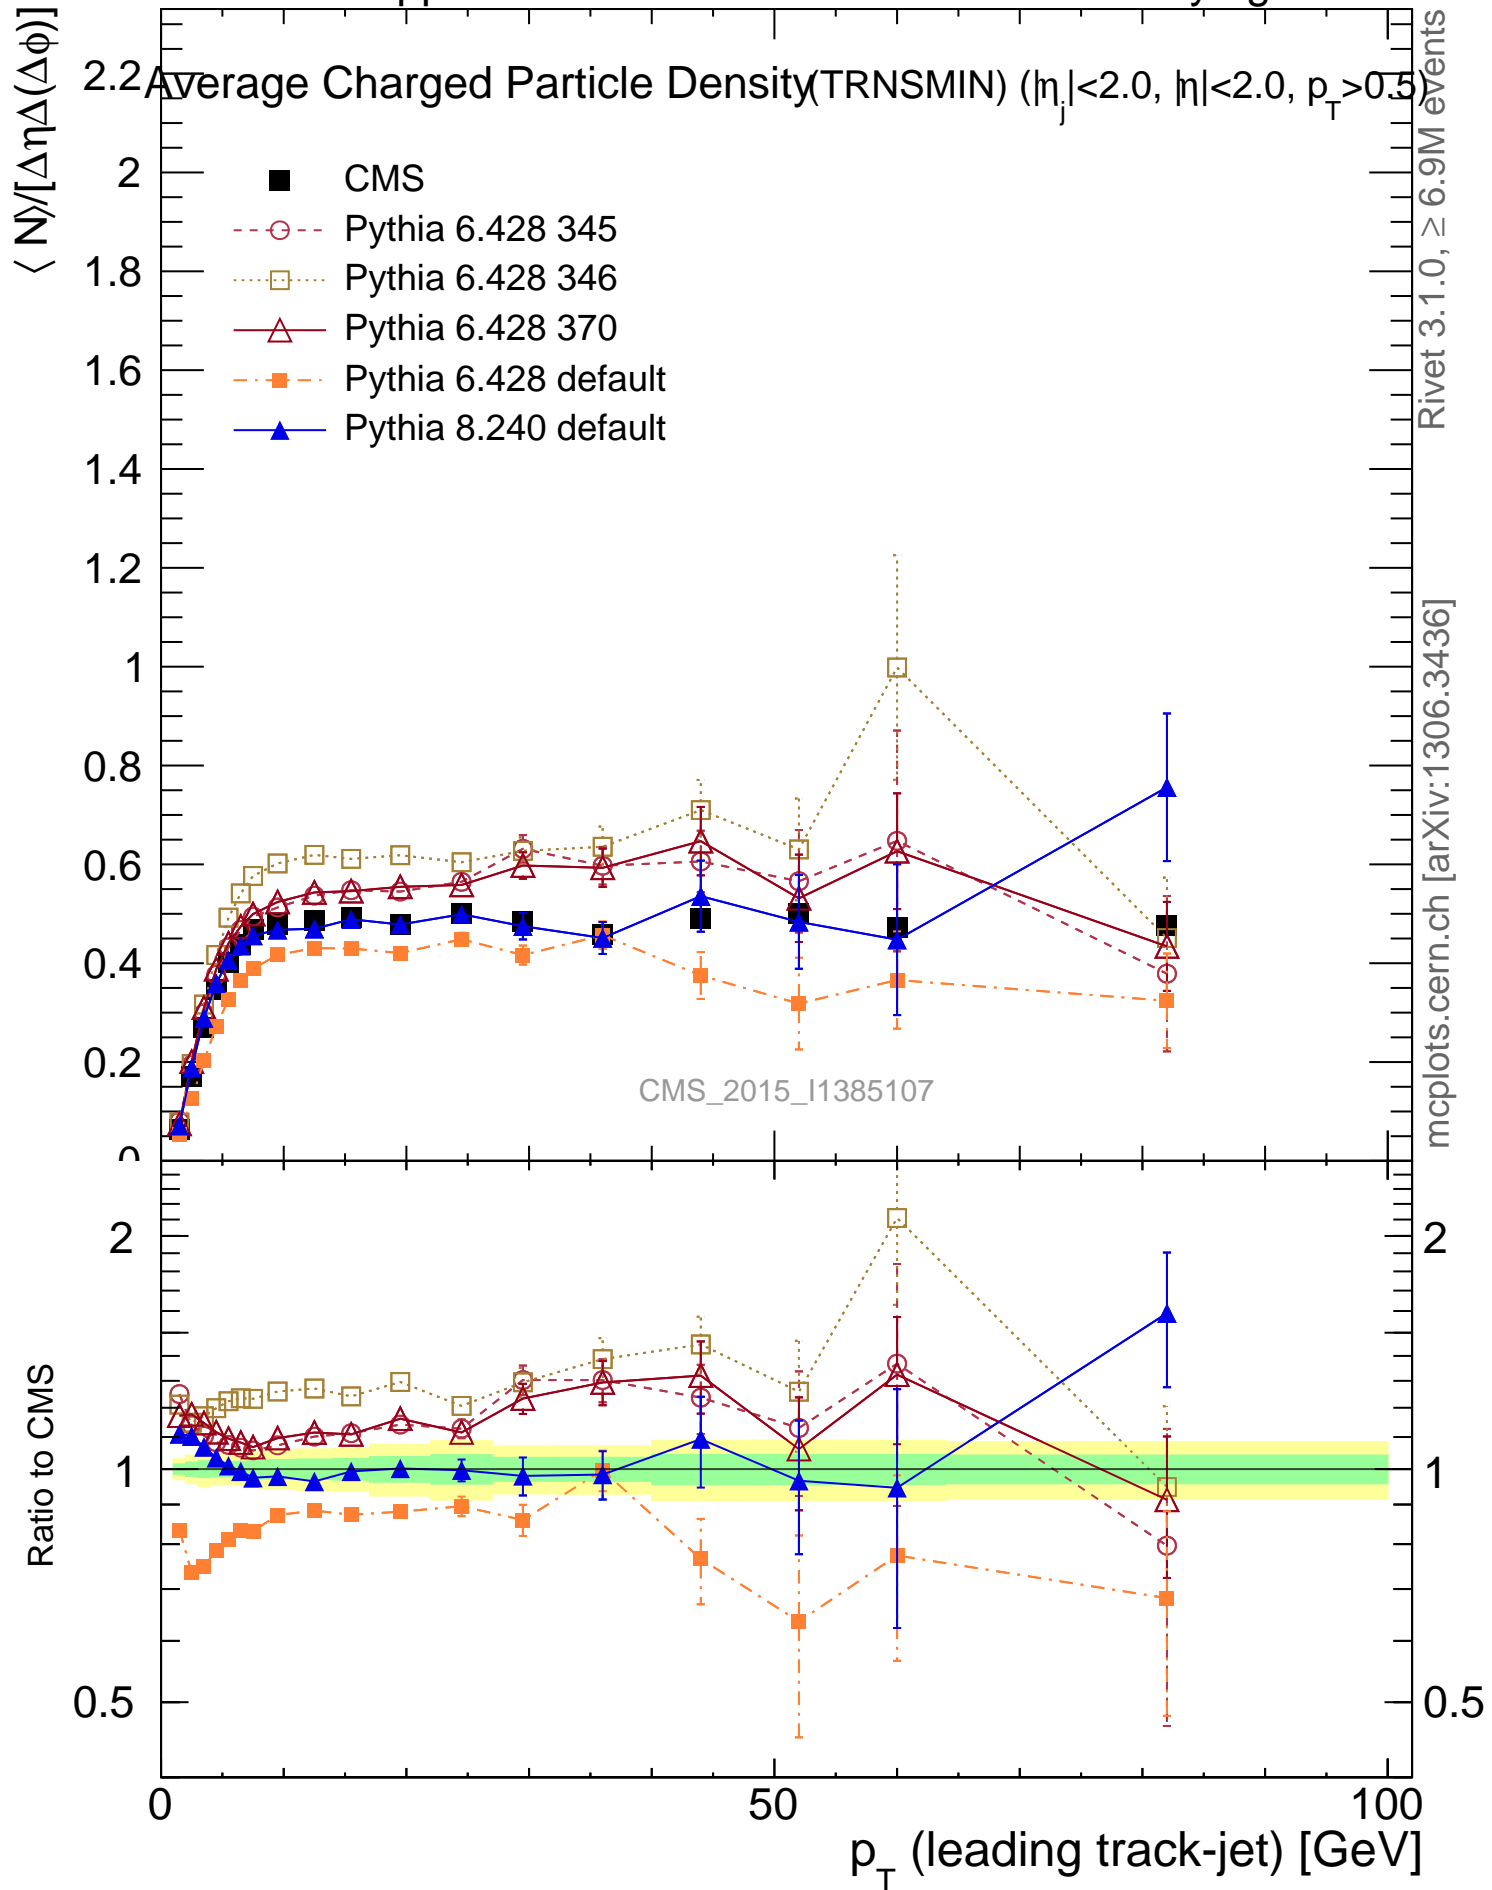 ⟨ N⟩/[ΔηΔ(Δϕ)]
Average Charged Particle Density (TRNSMIN) (|η_j|<2.0, |η|<2.0, p_T>0.5)
CMS
Pythia 6.428 345
Pythia 6.428 346
Pythia 6.428 370
Pythia 6.428 default
Pythia 8.240 default
2.2
2
1.8
1.6
1.4
1.2
1
0.8
0.6
0.4
0.2
0
CMS_2015_I1385107
Rivet 3.1.0, ≥ 6.9M events
mcplots.cern.ch [arXiv:1306.3436]
Ratio to CMS
2
1
0.5
2
1
0.5
0
50
100
p_T (leading track-jet) [GeV]